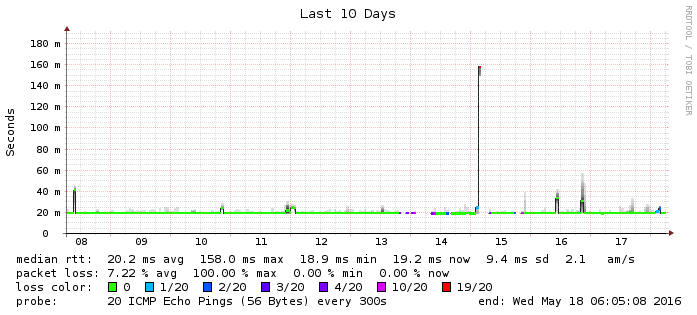 Last 10 Days
RRDTOOL / TOBI OETIKER
Seconds
180 m
160 m
140 m
120 m
100 m
80 m
60 m
40 m
20 m
0
08 09 10 11 12 13 14 15 16 17
median rtt: 20.2 ms avg 158.0 ms max 18.9 ms min 19.2 ms now 9.4 ms sd 2.1 am/s
packet loss: 7.22 % avg 100.00 % max 0.00 % min 0.00 % now
loss color: 0 1/20 2/20 3/20 4/20 10/20 19/20
probe: 20 ICMP Echo Pings (56 Bytes) every 300s end: Wed May 18 06:05:08 2016